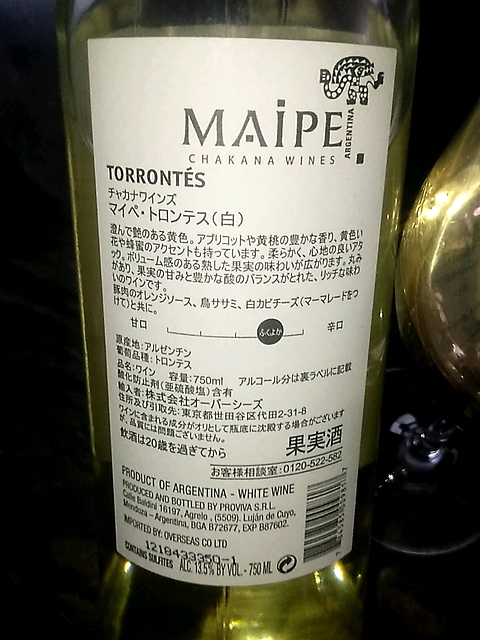 MAiPE
ARGENTINA
CHAKANA WINES
TORRONTÉS
チャカナワインズ
マイペ・トロンテス(白)
澄んで艶のある黄色。アプリコットや黄桃の豊かな香り、黄色い
花や蜂蜜のアクセントも持っています。柔らかく、心地の良いアタ
ック。ボリューム感のある熟した果実の味わいが広がります。丸み
があり、果実の甘みと豊かな酸のバランスがとれた、リッチな味わ
いのワインです。
豚肉のオレンジソース、鳥ササミ、白カビチーズ(マーマレードをつ
けて)と共に。
甘口 ふくよか 辛口
原産地:アルゼンチン
葡萄品種:トロンテス
品名:ワイン 容量:750ml アルコール分は裏ラベルに記載
酸化防止剤(亜硫酸塩)含有
輸入者:株式会社オーバーシーズ
住所及び引取先:東京都世田谷区代田2-31-8
ワインに含まれる成分がオリとして瓶底に沈殿する場合がございます
が、品質には問題ございません。
飲酒は20歳を過ぎてから
果実酒
お客様相談室:0120-522-582
PRODUCT OF ARGENTINA - WHITE WINE
PRODUCED AND BOTTLED BY PROVIVA S.R.L.
Calle Baldini 16197, Agrelo , (5509). Luján de Cuyo,
Mendoza – Argentina, BGA B72677, EXP B87602.
IMPORTED BY: OVERSEAS CO LTD
1218433350-1
CONTAINS SULFITES ALC. 13.5% BY VOL. - 750 ML